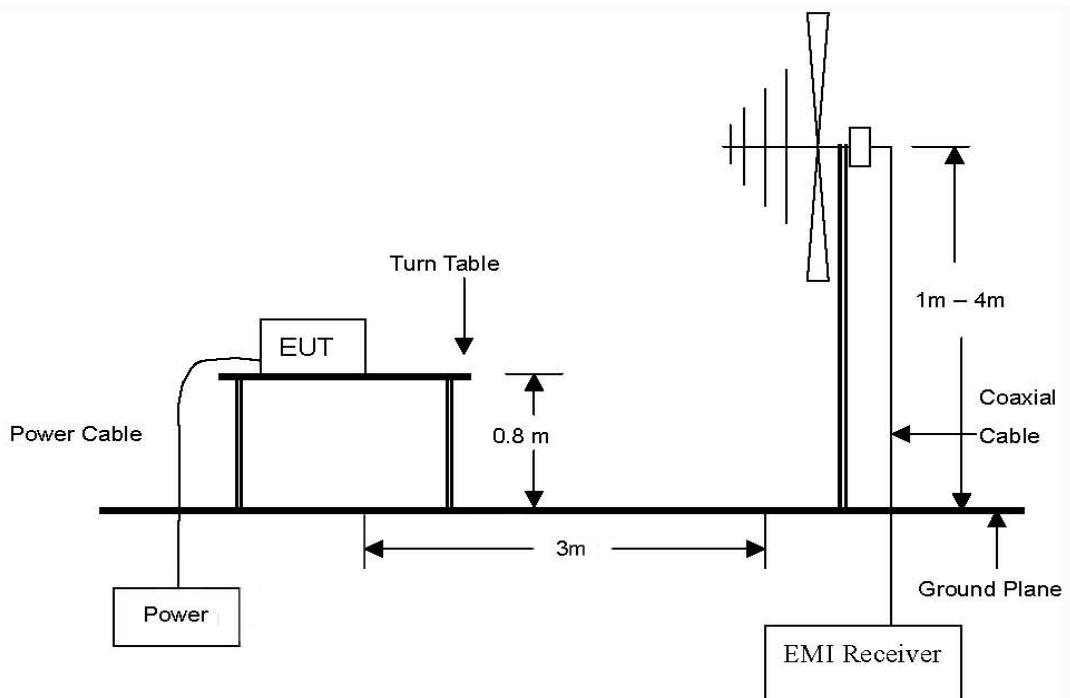 Turn Table
1m – 4m
EUT
Coaxial
Power Cable
0.8 m
Cable
3m
Ground Plane
Power
EMI Receiver